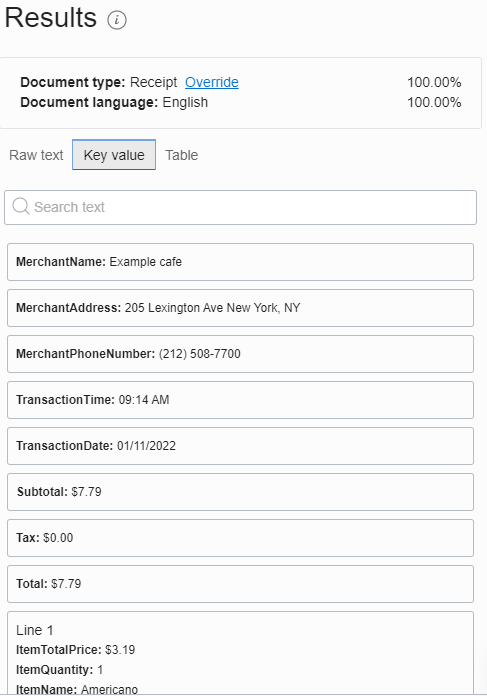 Results
Document type: Receipt Override 100.00%
Document language: English 100.00%
Raw text Key value Table
Search text
MerchantName: Example cafe
MerchantAddress: 205 Lexington Ave New York, NY
MerchantPhoneNumber: (212) 508-7700
TransactionTime: 09:14 AM
TransactionDate: 01/11/2022
Subtotal: $7.79
Tax: $0.00
Total: $7.79
Line 1
ItemTotalPrice: $3.19
ItemQuantity: 1
ItemName: Americano